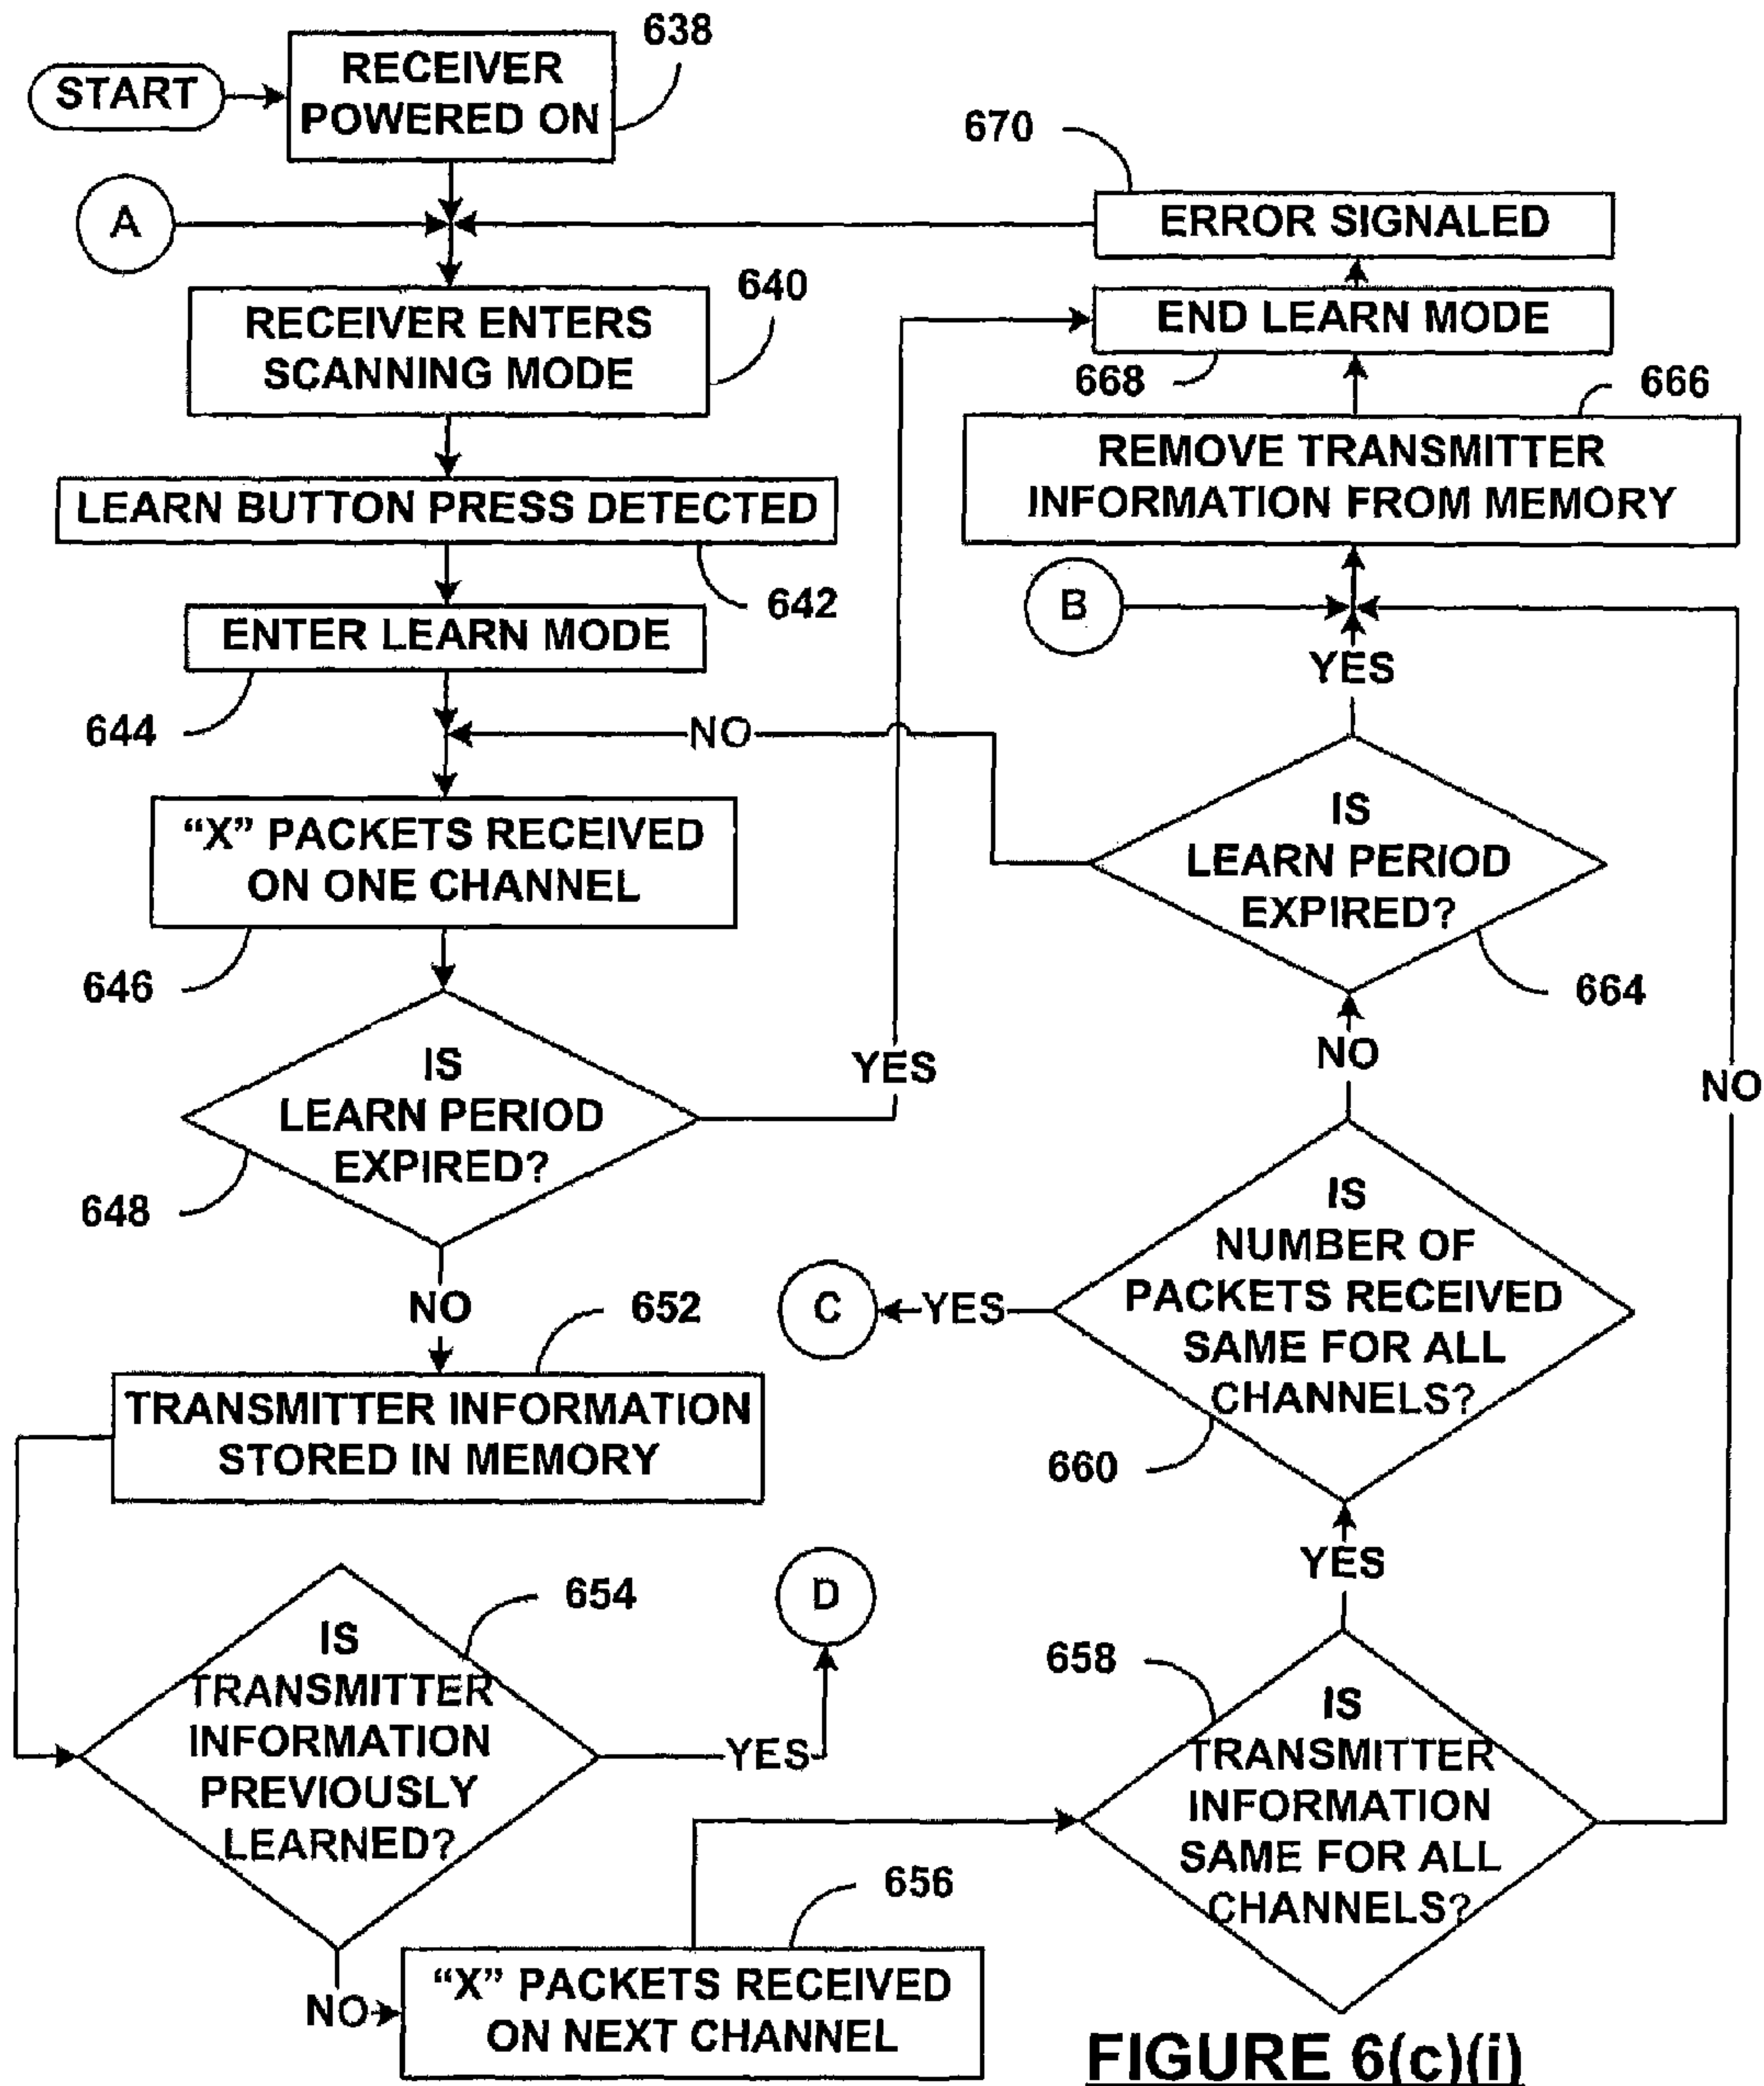 START
RECEIVER
POWERED ON
638
A
RECEIVER ENTERS
SCANNING MODE
640
LEARN BUTTON PRESS DETECTED
642
ENTER LEARN MODE
644
NO
“X” PACKETS RECEIVED
ON ONE CHANNEL
646
IS
LEARN PERIOD
EXPIRED?
648
YES
NO
652
TRANSMITTER INFORMATION
STORED IN MEMORY
654
IS
TRANSMITTER
INFORMATION
PREVIOUSLY
LEARNED?
YES
D
NO
656
“X” PACKETS RECEIVED
ON NEXT CHANNEL
670
ERROR SIGNALED
END LEARN MODE
668
666
REMOVE TRANSMITTER
INFORMATION FROM MEMORY
B
YES
IS
LEARN PERIOD
EXPIRED?
664
NO
NO
IS
NUMBER OF
PACKETS RECEIVED
SAME FOR ALL
CHANNELS?
C
YES
660
YES
658
IS
TRANSMITTER
INFORMATION
SAME FOR ALL
CHANNELS?
FIGURE 6(c)(i)